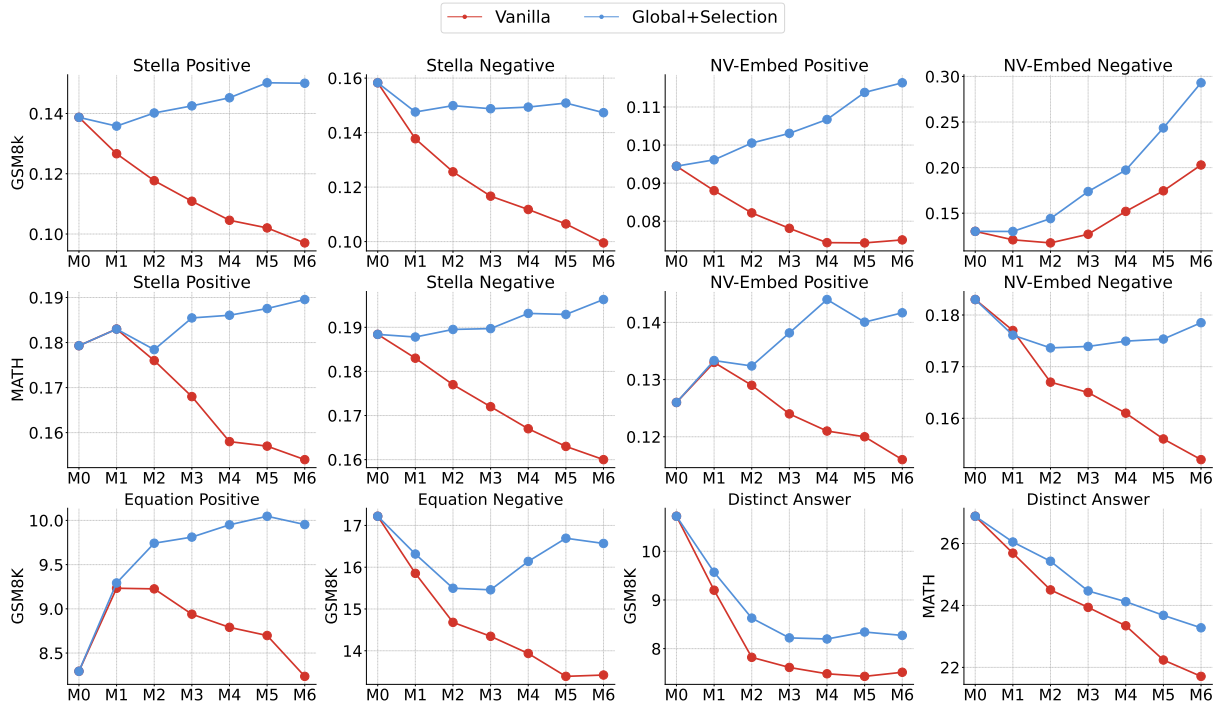 Vanilla Global+Selection
Stella Positive Stella Negative NV-Embed Positive NV-Embed Negative
GSM8k
0.14
0.12
0.10
M0 M1 M2 M3 M4 M5 M6
0.16
0.14
0.12
0.10
M0 M1 M2 M3 M4 M5 M6
0.11
0.10
0.09
0.08
M0 M1 M2 M3 M4 M5 M6
0.30
0.25
0.20
0.15
M0 M1 M2 M3 M4 M5 M6
Stella Positive Stella Negative NV-Embed Positive NV-Embed Negative
MATH
0.19
0.18
0.17
0.16
M0 M1 M2 M3 M4 M5 M6
0.19
0.18
0.17
0.16
M0 M1 M2 M3 M4 M5 M6
0.14
0.13
0.12
M0 M1 M2 M3 M4 M5 M6
0.18
0.17
0.16
M0 M1 M2 M3 M4 M5 M6
Equation Positive Equation Negative Distinct Answer Distinct Answer
GSM8K
10.0
9.5
9.0
8.5
M0 M1 M2 M3 M4 M5 M6
GSM8K
17
16
15
14
M0 M1 M2 M3 M4 M5 M6
GSM8K
10
9
8
M0 M1 M2 M3 M4 M5 M6
MATH
26
24
22
M0 M1 M2 M3 M4 M5 M6